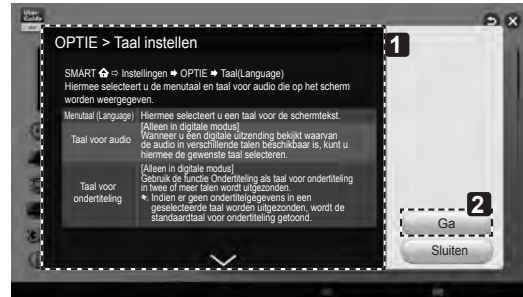 User
Guide
OPTIE > Taal instellen
1
SMART ⇨ Instellingen ➡ OPTIE ➡ Taal(Language)
Hiermee selecteert u de menutaal en taal voor audio die op het scherm
worden weergegeven.
Menutaal (Language) Hiermee selecteert u een taal voor de schermtekst.
Taal voor audio
[Alleen in digitale modus]
Wanneer u een digitale uitzending bekijkt waarvan
de audio in verschillende talen beschikbaar is, kunt u
hiermee de gewenste taal selecteren.
Taal voor
ondertiteling
[Alleen in digitale modus]
Gebruik de functie Ondertiteling als taal voor ondertiteling
in twee of meer talen wordt uitgezonden.
Indien er geen ondertitelgegevens in een
geselecteerde taal worden uitgezonden, wordt de
standaardtaal voor ondertiteling getoond.
2
Ga
Sluiten